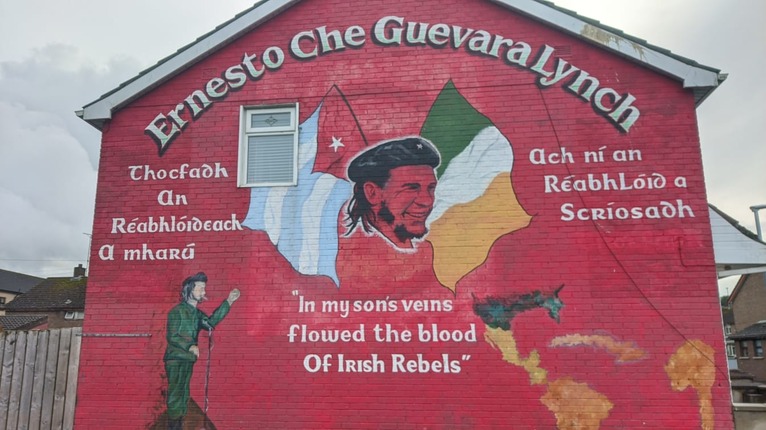 Ernesto Che Guevara Lynch
Thocfadh
An
Réabhlóideach
A mharú
Ach ní an
Réabhlóid a
Scríosadh
"In my son's veins
flowed the blood
Of Irish Rebels"